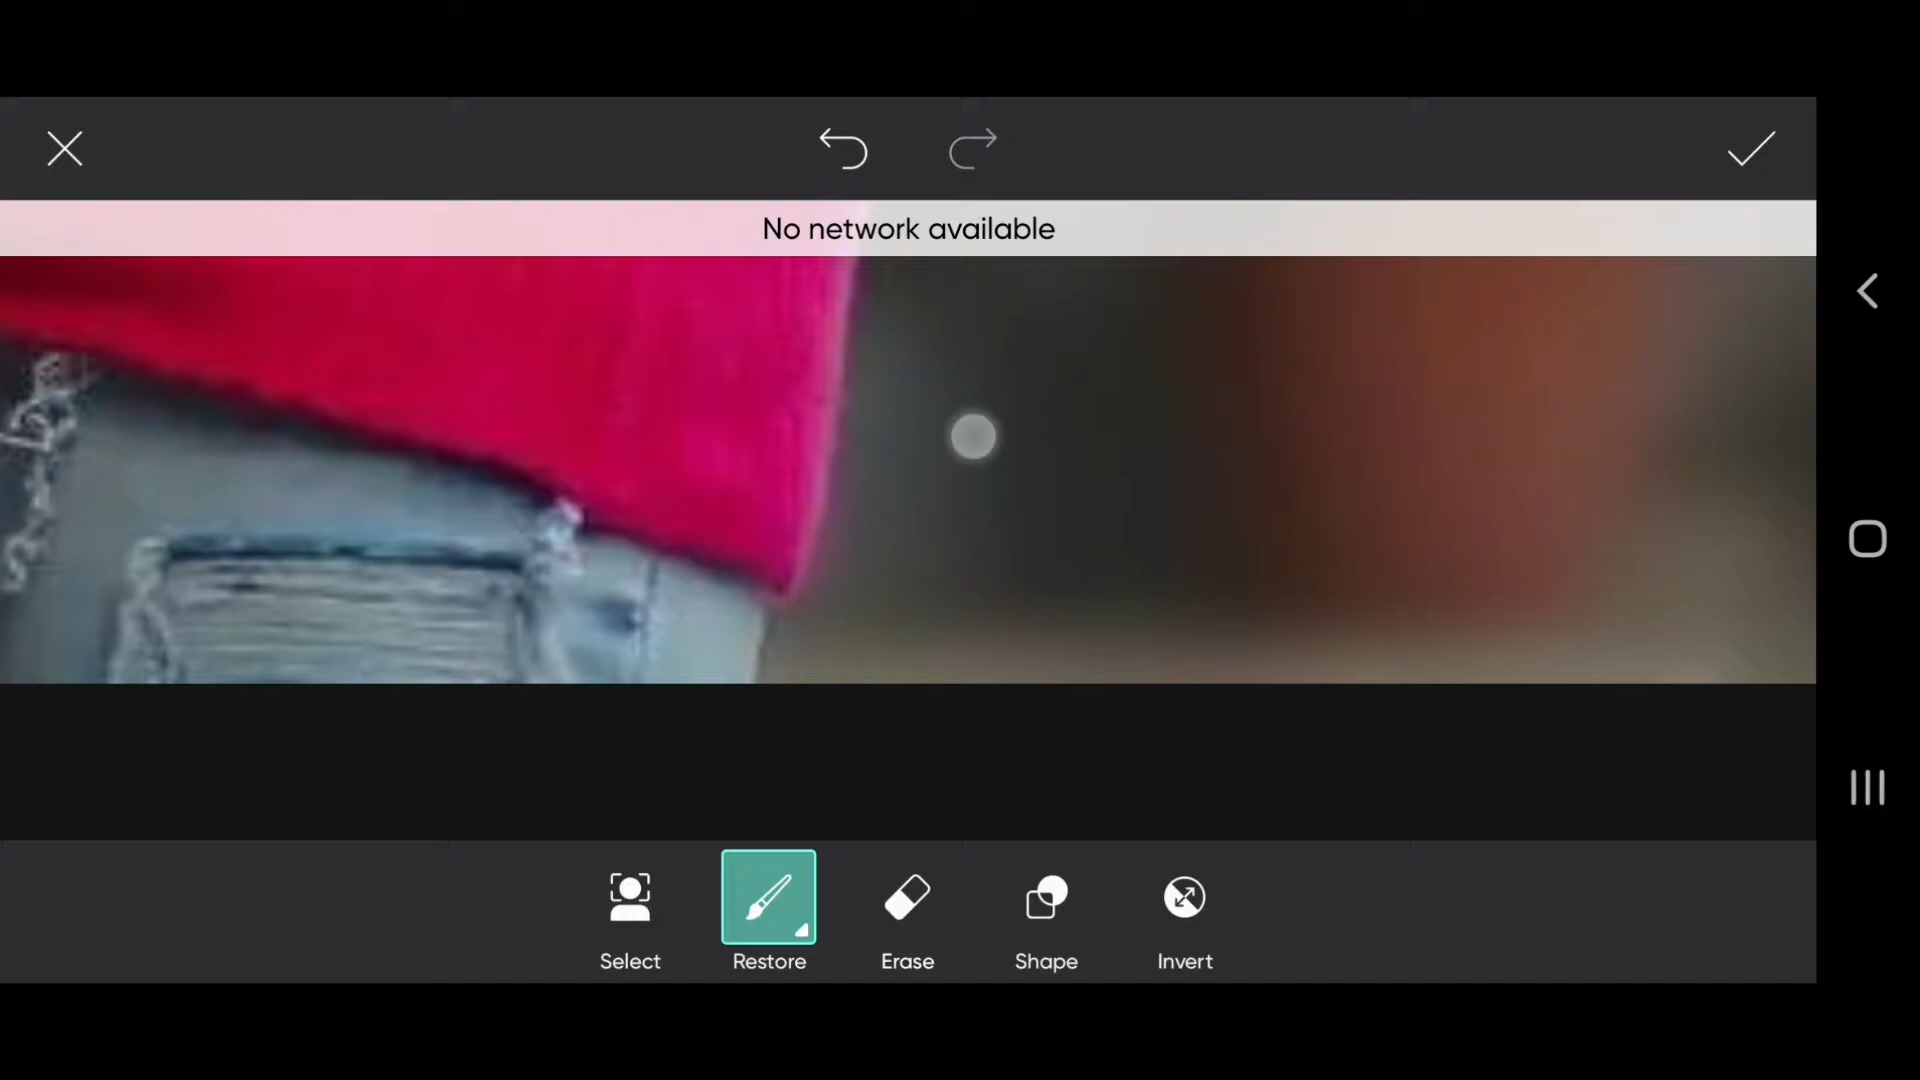 No network available
Select
Restore
Erase
Shape
Invert